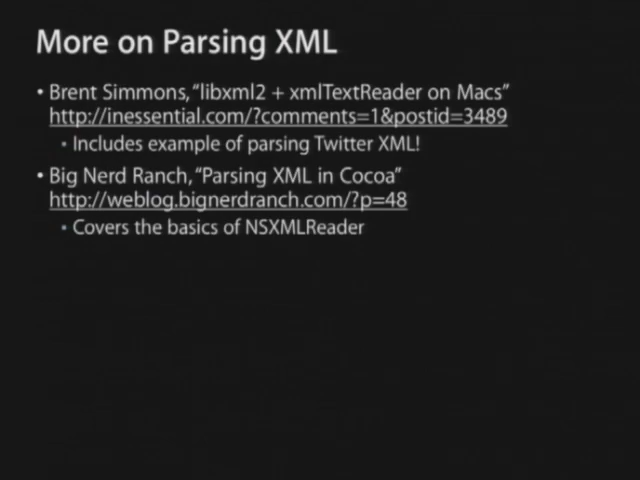 More on Parsing XML
• Brent Simmons, “libxml2 + xmlTextReader on Macs”
http://inessential.com/?comments=1&postid=3489
• Includes example of parsing Twitter XML!
• Big Nerd Ranch, “Parsing XML in Cocoa”
http://weblog.bignerdranch.com/?p=48
• Covers the basics of NSXMLReader